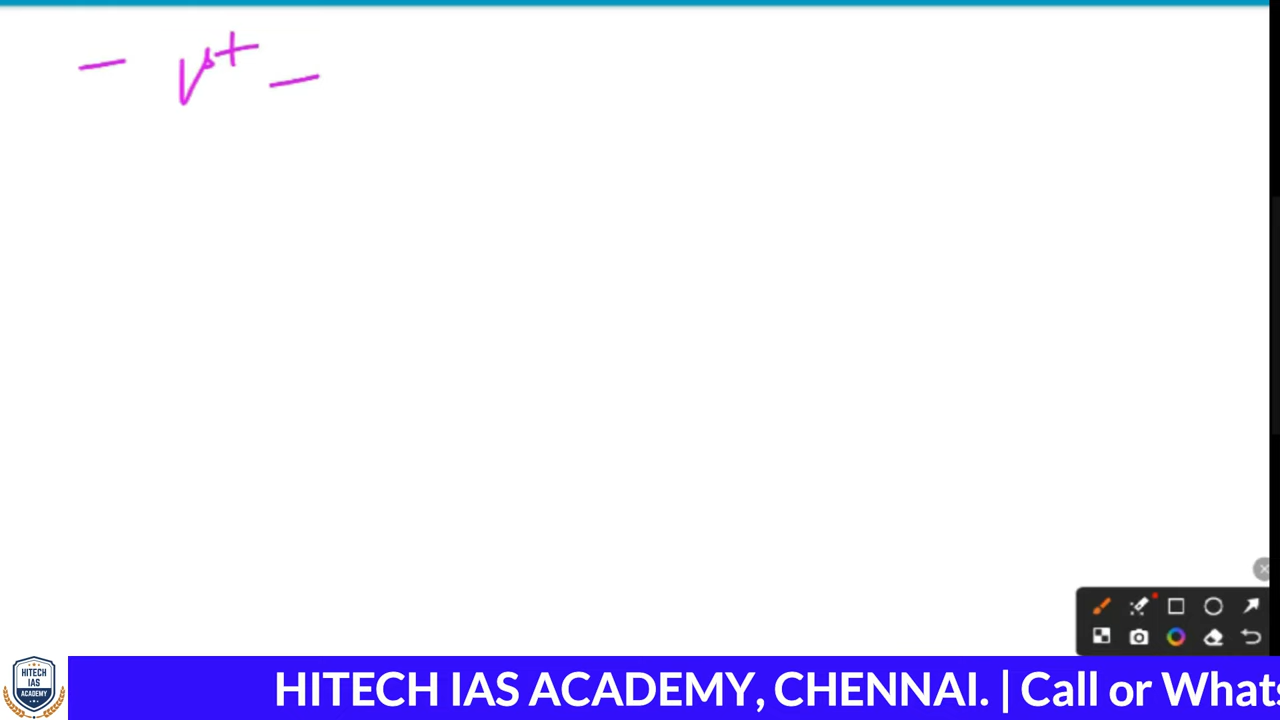 HITECH
IAS
ACADEMY
HITECH IAS ACADEMY, CHENNAI. | Call or Whats